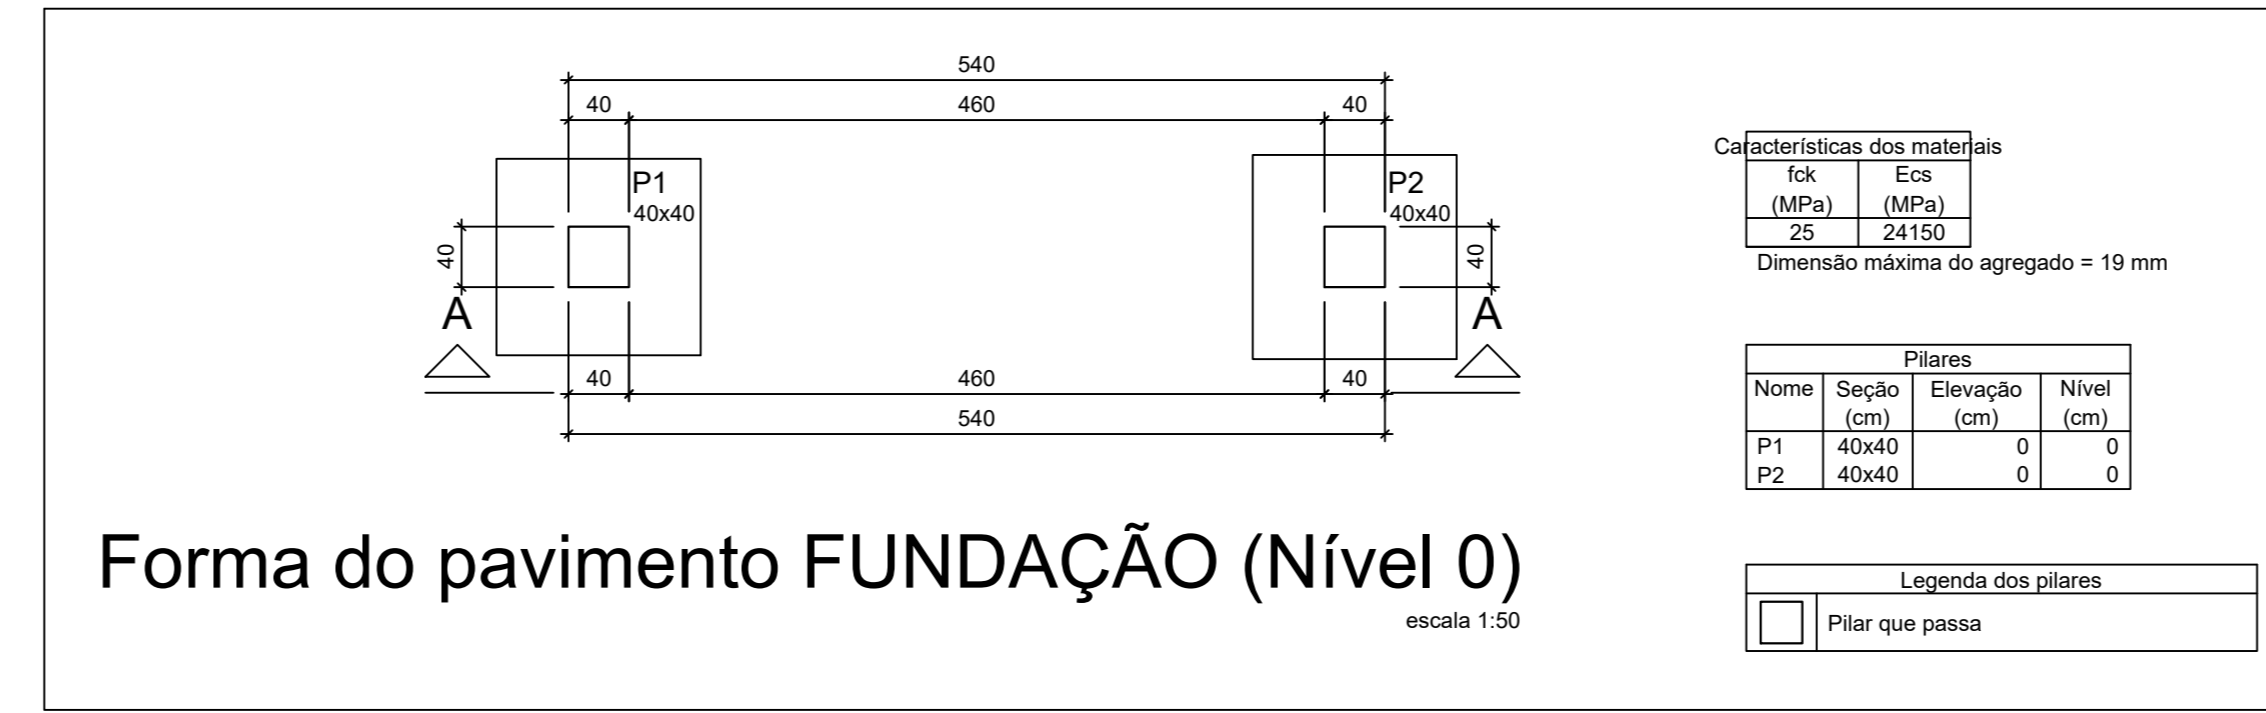 540
40 460 40
P1
40x40
P2
40x40
40
40
A
A
40 460 40
540
Forma do pavimento FUNDAÇÃO (Nível 0)
escala 1:50
Características dos materiais
fck Ecs
(MPa) (MPa)
25 24150
Dimensão máxima do agregado = 19 mm
Pilares
Nome Seção Elevação Nível
(cm) (cm) (cm)
P1 40x40 0 0
P2 40x40 0 0
Legenda dos pilares
Pilar que passa